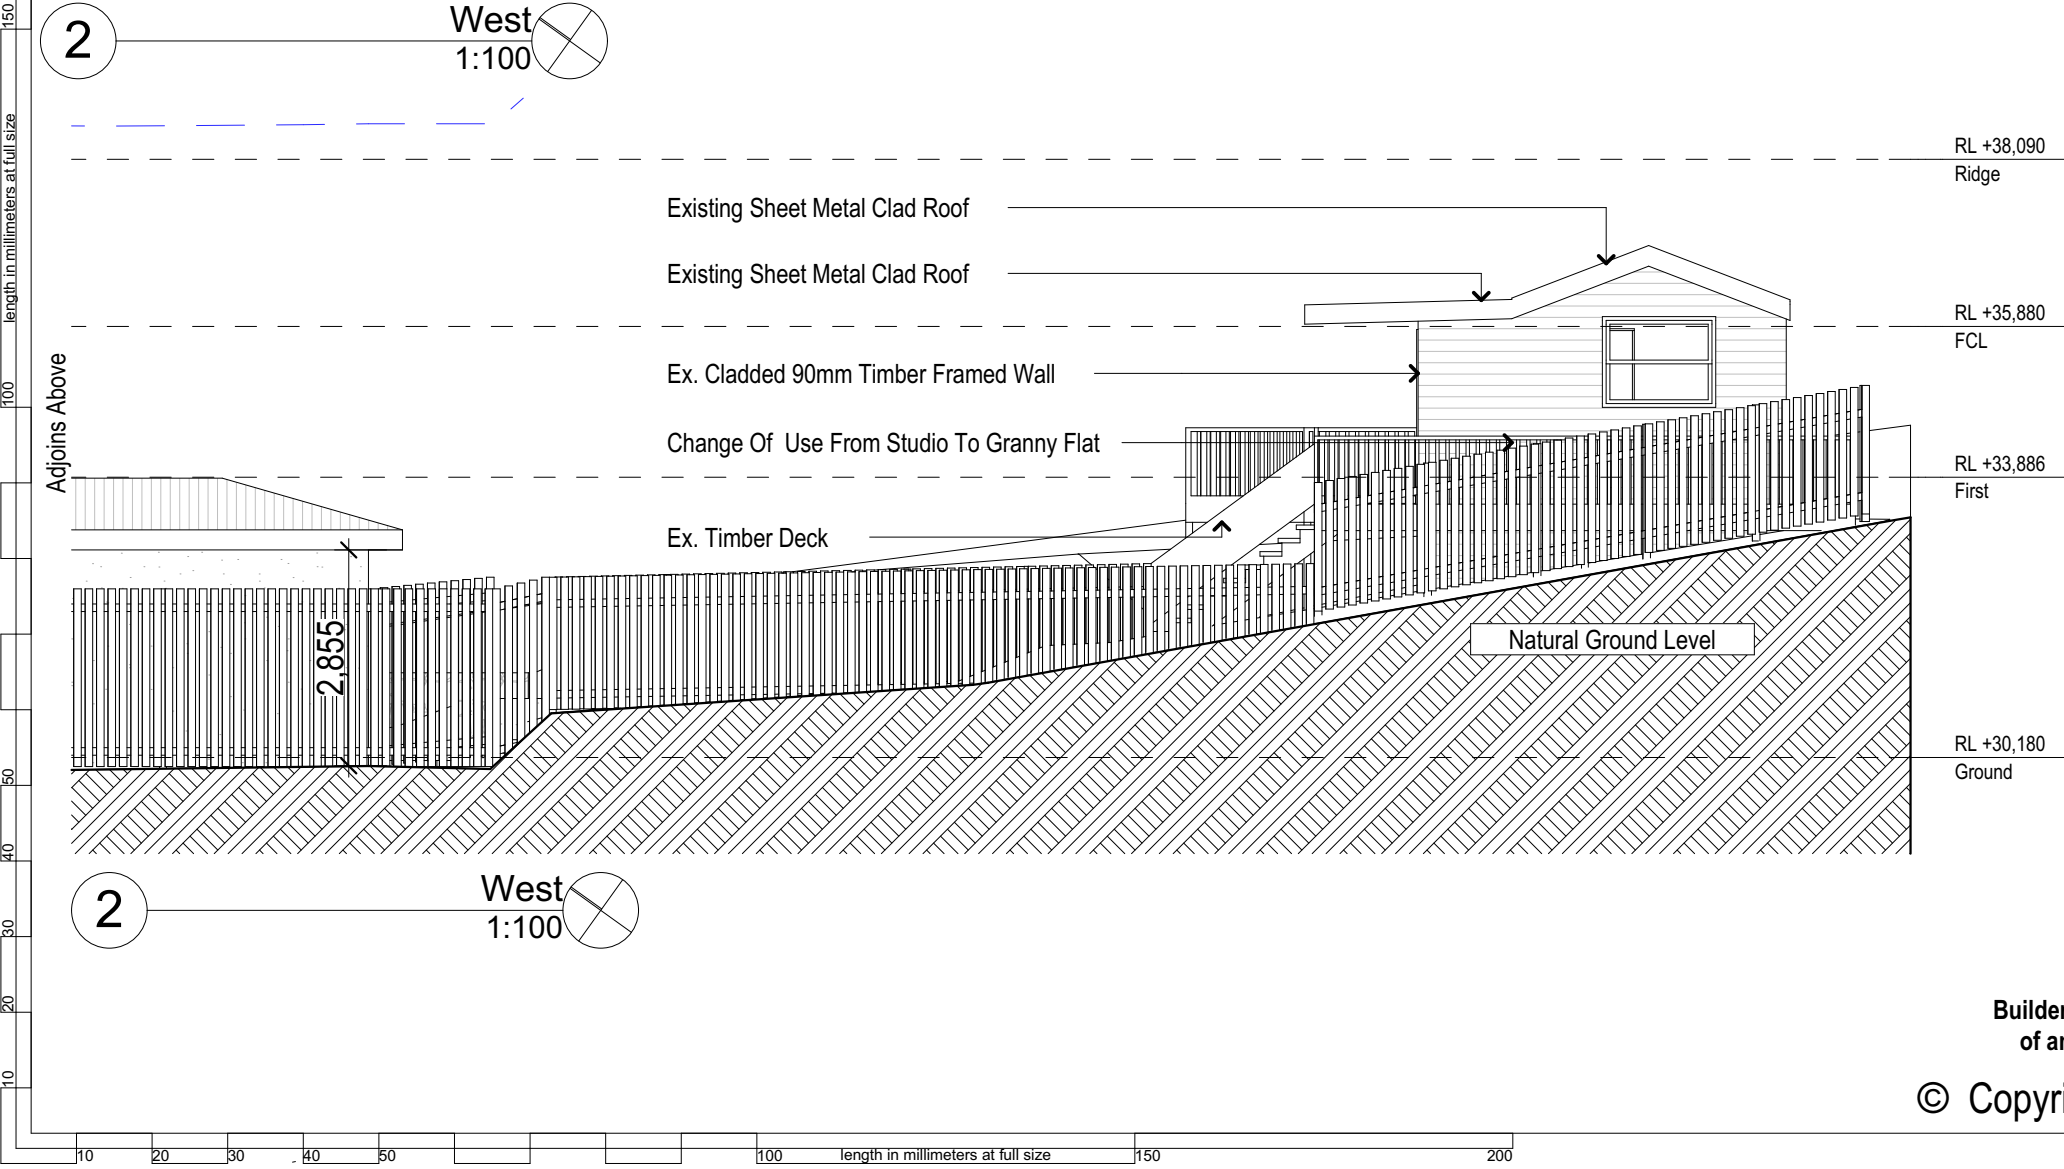 2
West
1:100
RL +38,090
Ridge
Existing Sheet Metal Clad Roof
Existing Sheet Metal Clad Roof
RL +35,880
FCL
Ex. Cladded 90mm Timber Framed Wall
Change Of Use From Studio To Granny Flat
RL +33,886
First
Adjoins Above
Ex. Timber Deck
2,855
Natural Ground Level
RL +30,180
Ground
2
West
1:100
Builder
of ar
© Copyri
150
length in millimeters at full size
100
50
40
30
20
10
10 20 30 40 50 100 length in millimeters at full size 150 200